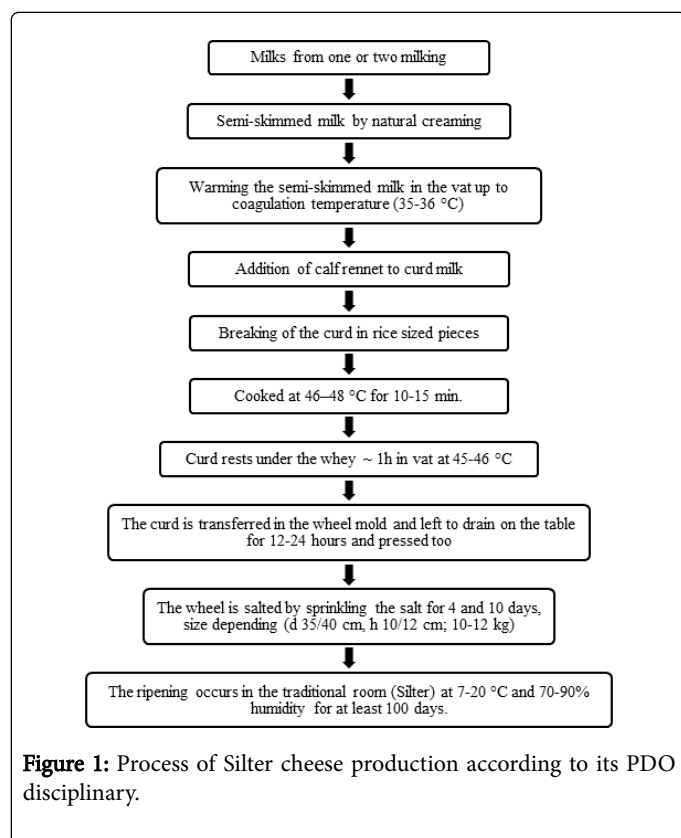 Milks from one or two milking
Semi-skimmed milk by natural creaming
Warming the semi-skimmed milk in the vat up to
coagulation temperature (35-36 °C)
Addition of calf rennet to curd milk
Breaking of the curd in rice sized pieces
Cooked at 46–48 °C for 10-15 min.
Curd rests under the whey ~ 1h in vat at 45-46 °C
The curd is transferred in the wheel mold and left to drain on the table
for 12-24 hours and pressed too
The wheel is salted by sprinkling the salt for 4 and 10 days,
size depending (d 35/40 cm, h 10/12 cm; 10-12 kg)
The ripening occurs in the traditional room (Silter) at 7-20 °C and 70-90%
humidity for at least 100 days.
Figure 1: Process of Silter cheese production according to its PDO
disciplinary.